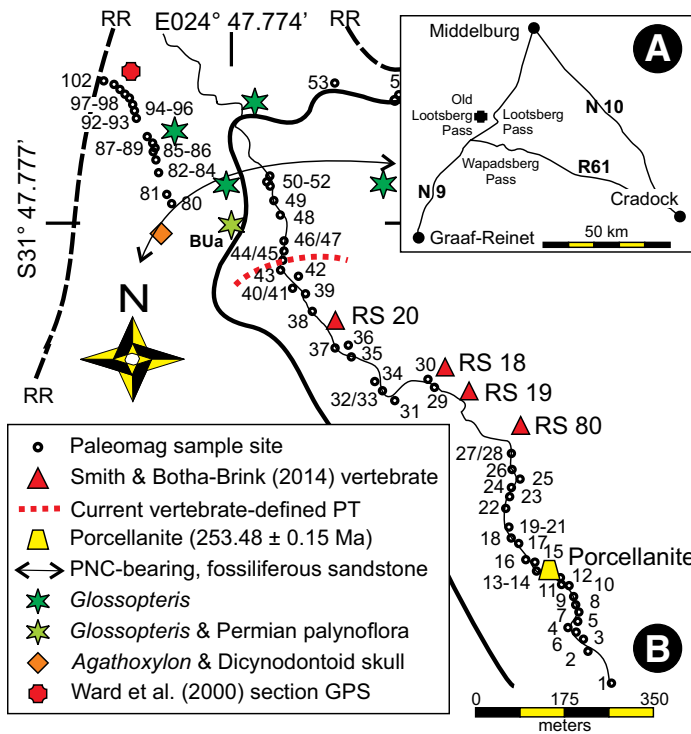 RR
E024° 47.774'
RR
102
97-98
92-93
94-96
87-89
85-86
82-84
81
80
S31° 47.777'
BUa
53
5
50-52
49
48
46/47
44/45
43
42
40/41
39
38
RS 20
37
36
35
34
32/33
31
30
29
RS 18
RS 19
RS 80
27/28
26
25
24
23
22
19-21
18
17
16
15
Porcellanite
13-14
11
12
10
9
8
7
5
4
3
6
2
1
N
RR
A
Middelburg
Old
Lootsberg
Pass
Lootsberg
Pass
N 10
Wapadsberg
Pass
R61
N 9
Cradock
Graaf-Reinet
50 km
Paleomag sample site
Smith & Botha-Brink (2014) vertebrate
Current vertebrate-defined PT
Porcellanite (253.48 ± 0.15 Ma)
PNC-bearing, fossiliferous sandstone
Glossopteris
Glossopteris & Permian palynoflora
Agathoxylon & Dicynodontoid skull
Ward et al. (2000) section GPS
B
0 175 350
meters